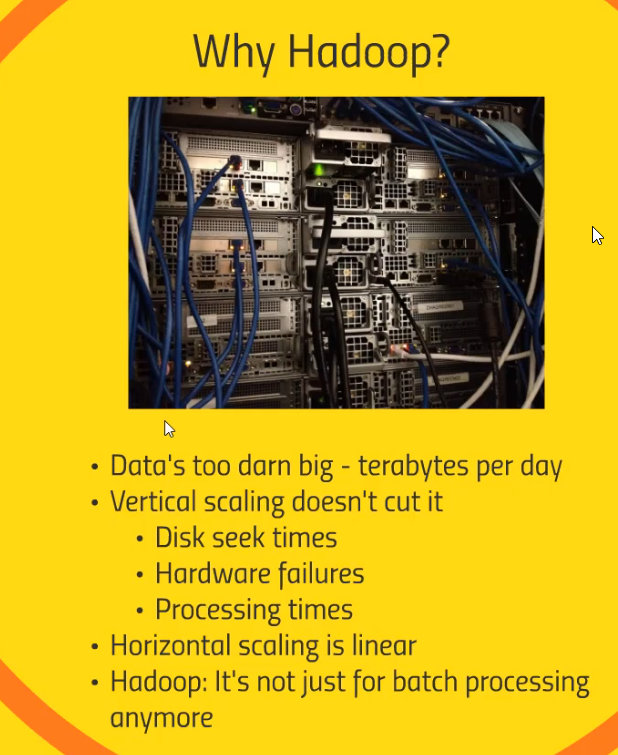 Why Hadoop?
• Data's too darn big - terabytes per day
• Vertical scaling doesn't cut it
• Disk seek times
• Hardware failures
• Processing times
• Horizontal scaling is linear
• Hadoop: It's not just for batch processing
anymore